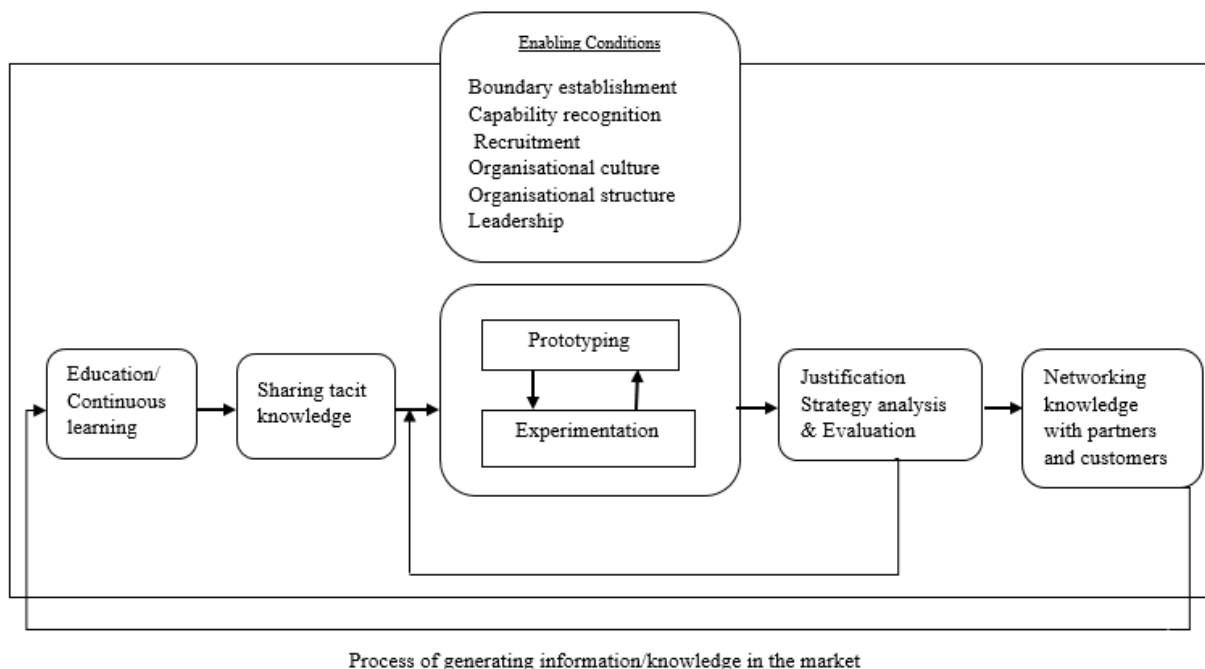 Enabling Conditions
Boundary establishment
Capability recognition
Recruitment
Organisational culture
Organisational structure
Leadership
Education/
Continuous
learning
Sharing tacit
knowledge
Prototyping
Experimentation
Justification
Strategy analysis
& Evaluation
Networking
knowledge
with partners
and customers
Process of generating information/knowledge in the market